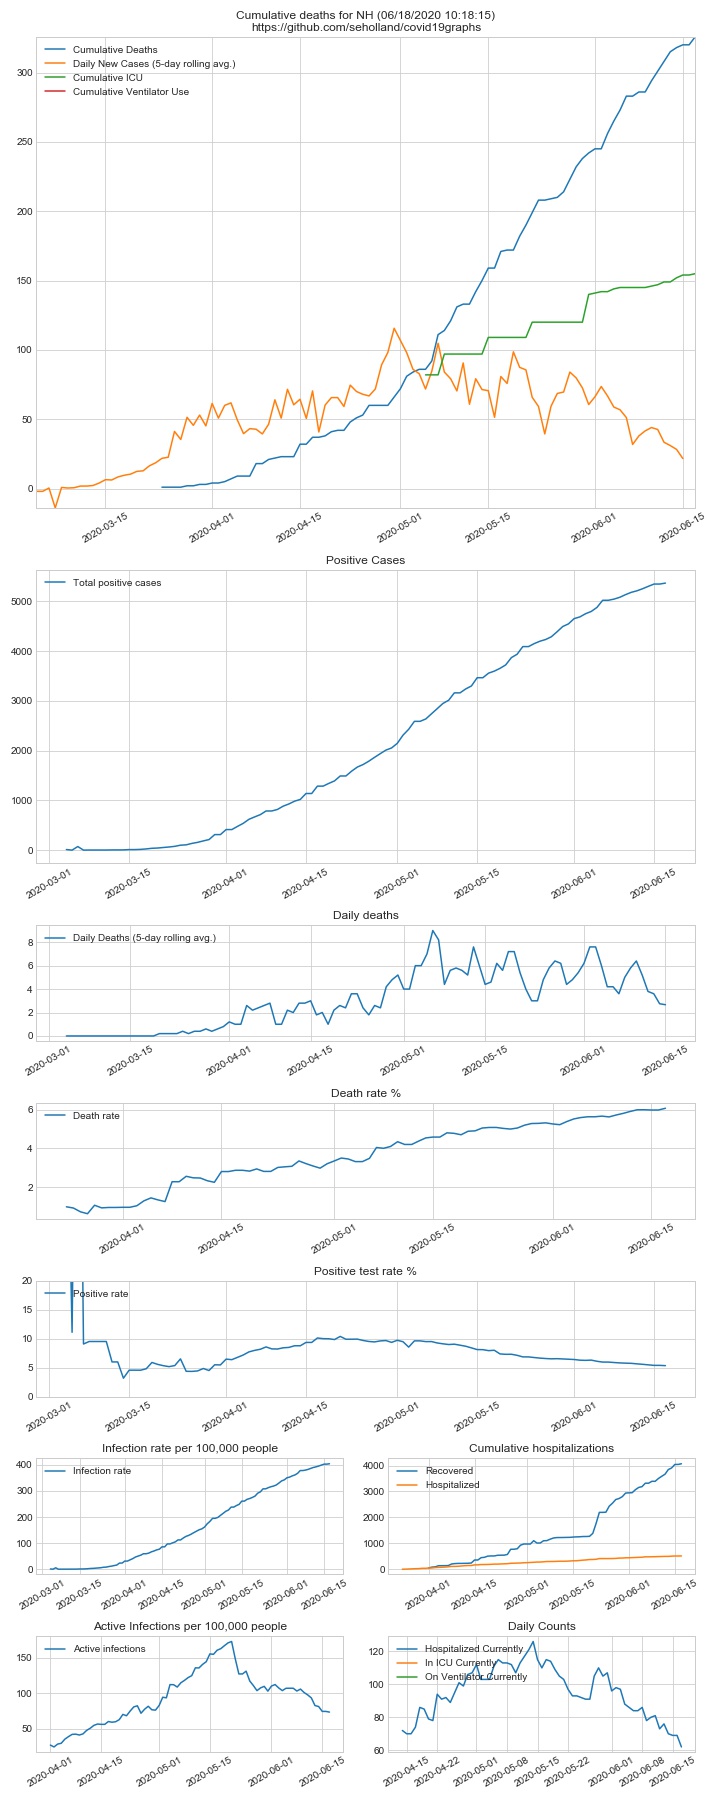 Cumulative deaths for NH (06/18/2020 10:18:15)
https://github.com/seholland/covid19graphs
Cumulative Deaths
Daily New Cases (5-day rolling avg.)
Cumulative ICU
Cumulative Ventilator Use
300
250
200
150
100
50
0
2020-03-15 2020-04-01 2020-04-15 2020-05-01 2020-05-15 2020-06-01 2020-06-15
Positive Cases
Total positive cases
5000
4000
3000
2000
1000
0
2020-03-01 2020-03-15 2020-04-01 2020-04-15 2020-05-01 2020-05-15 2020-06-01 2020-06-15
Daily deaths
Daily Deaths (5-day rolling avg.)
8
6
4
2
0
2020-03-01 2020-03-15 2020-04-01 2020-04-15 2020-05-01 2020-05-15 2020-06-01 2020-06-15
Death rate %
Death rate
6
4
2
2020-04-01 2020-04-15 2020-05-01 2020-05-15 2020-06-01 2020-06-15
Positive test rate %
Positive rate
20
15
10
5
0
2020-03-01 2020-03-15 2020-04-01 2020-04-15 2020-05-01 2020-05-15 2020-06-01 2020-06-15
Infection rate per 100,000 people
Infection rate
400
300
200
100
0
2020-03-01 2020-03-15 2020-04-01 2020-04-15 2020-05-01 2020-05-15 2020-06-01 2020-06-15
Cumulative hospitalizations
Recovered
Hospitalized
4000
3000
2000
1000
0
2020-04-01 2020-04-15 2020-05-01 2020-05-15 2020-06-01 2020-06-15
Active Infections per 100,000 people
Active infections
150
100
50
2020-04-01 2020-04-15 2020-05-01 2020-05-15 2020-06-01 2020-06-15
Daily Counts
Hospitalized Currently
In ICU Currently
On Ventilator Currently
120
100
80
60
2020-04-15 2020-04-22 2020-05-01 2020-05-08 2020-05-15 2020-05-22 2020-06-01 2020-06-08 2020-06-15